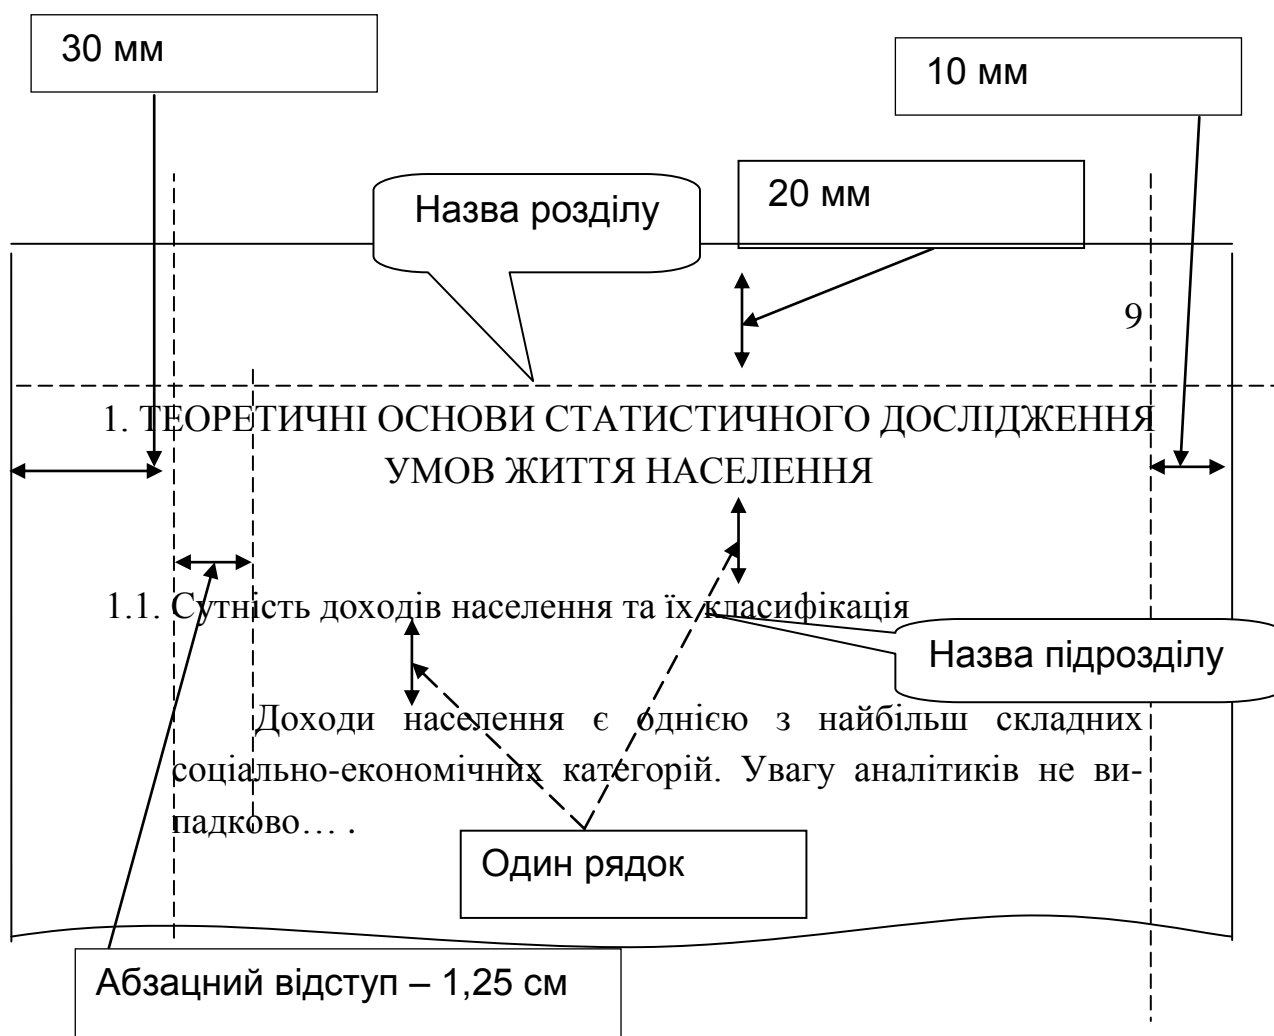 30 мм
10 мм
20 мм
Назва розділу
9
1. ТЕОРЕТИЧНІ ОСНОВИ СТАТИСТИЧНОГО ДОСЛІДЖЕННЯ
УМОВ ЖИТТЯ НАСЕЛЕННЯ
1.1. Сутність доходів населення та їх класифікація
Назва підрозділу
Доходи населення є однією з найбільш складних
соціально-економічних категорій. Увагу аналітиків не ви-
падково… .
Один рядок
Абзацний відступ – 1,25 см